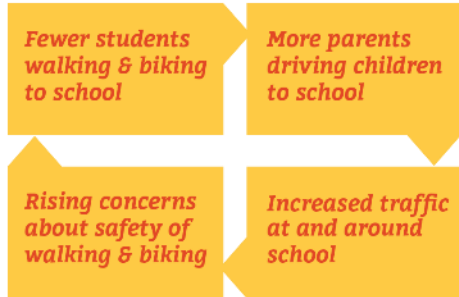 Fewer students
walking & biking
to school
More parents
driving children
to school
Rising concerns
about safety of
walking & biking
Increased traffic
at and around
school